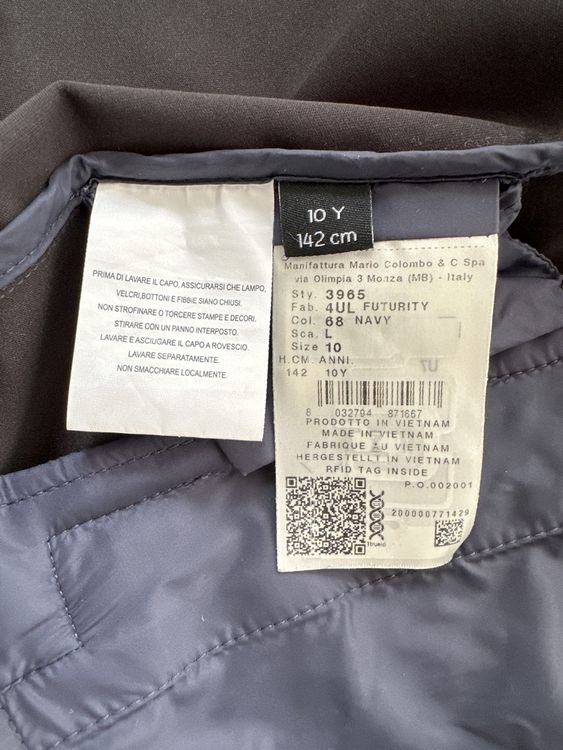 PRIMA DI LAVARE IL CAPO, ASSICURARSI CHE LAMPO,
VELCRI,BOTTONI E FIBBIE SIANO CHIUSI.
NON STROFINARE O TORCERE STAMPE E DECORI.
STIRARE CON UN PANNO INTERPOSTO.
LAVARE E ASCIUGARE IL CAPO A ROVESCIO.
LAVARE SEPARATAMENTE.
NON SMACCHIARE LOCALMENTE.
10 Y
142 cm
Manifattura Mario Colombo & C Spa
via Olimpia 3 Monza (MB) - Italy
Sty. 3965
Fab. 4UL FUTURITY
Col. 68 NAVY
Sca. L
Size 10
H.CM. ANNI.
142 10Y
8 032794 871667
PRODOTTO IN VIETNAM
MADE IN VIETNAM
FABRIQUE AU VIETNAM
HERGESTELLT IN VIETNAM
RFID TAG INSIDE
P.O.002001
200000771429
1trueid
U7